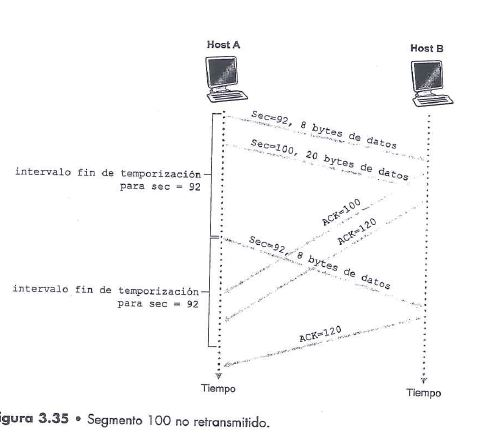 Host A
Host B
Sec=92, 8 bytes de datos
Sec=100, 20 bytes de datos
intervalo fin de temporización
para sec = 92
ACK=100
ACK=120
Sec=92, 8 bytes de datos
intervalo fin de temporización
para sec = 92
ACK=120
Tiempo
Tiempo
igura 3.35 • Segmento 100 no retransmitido.